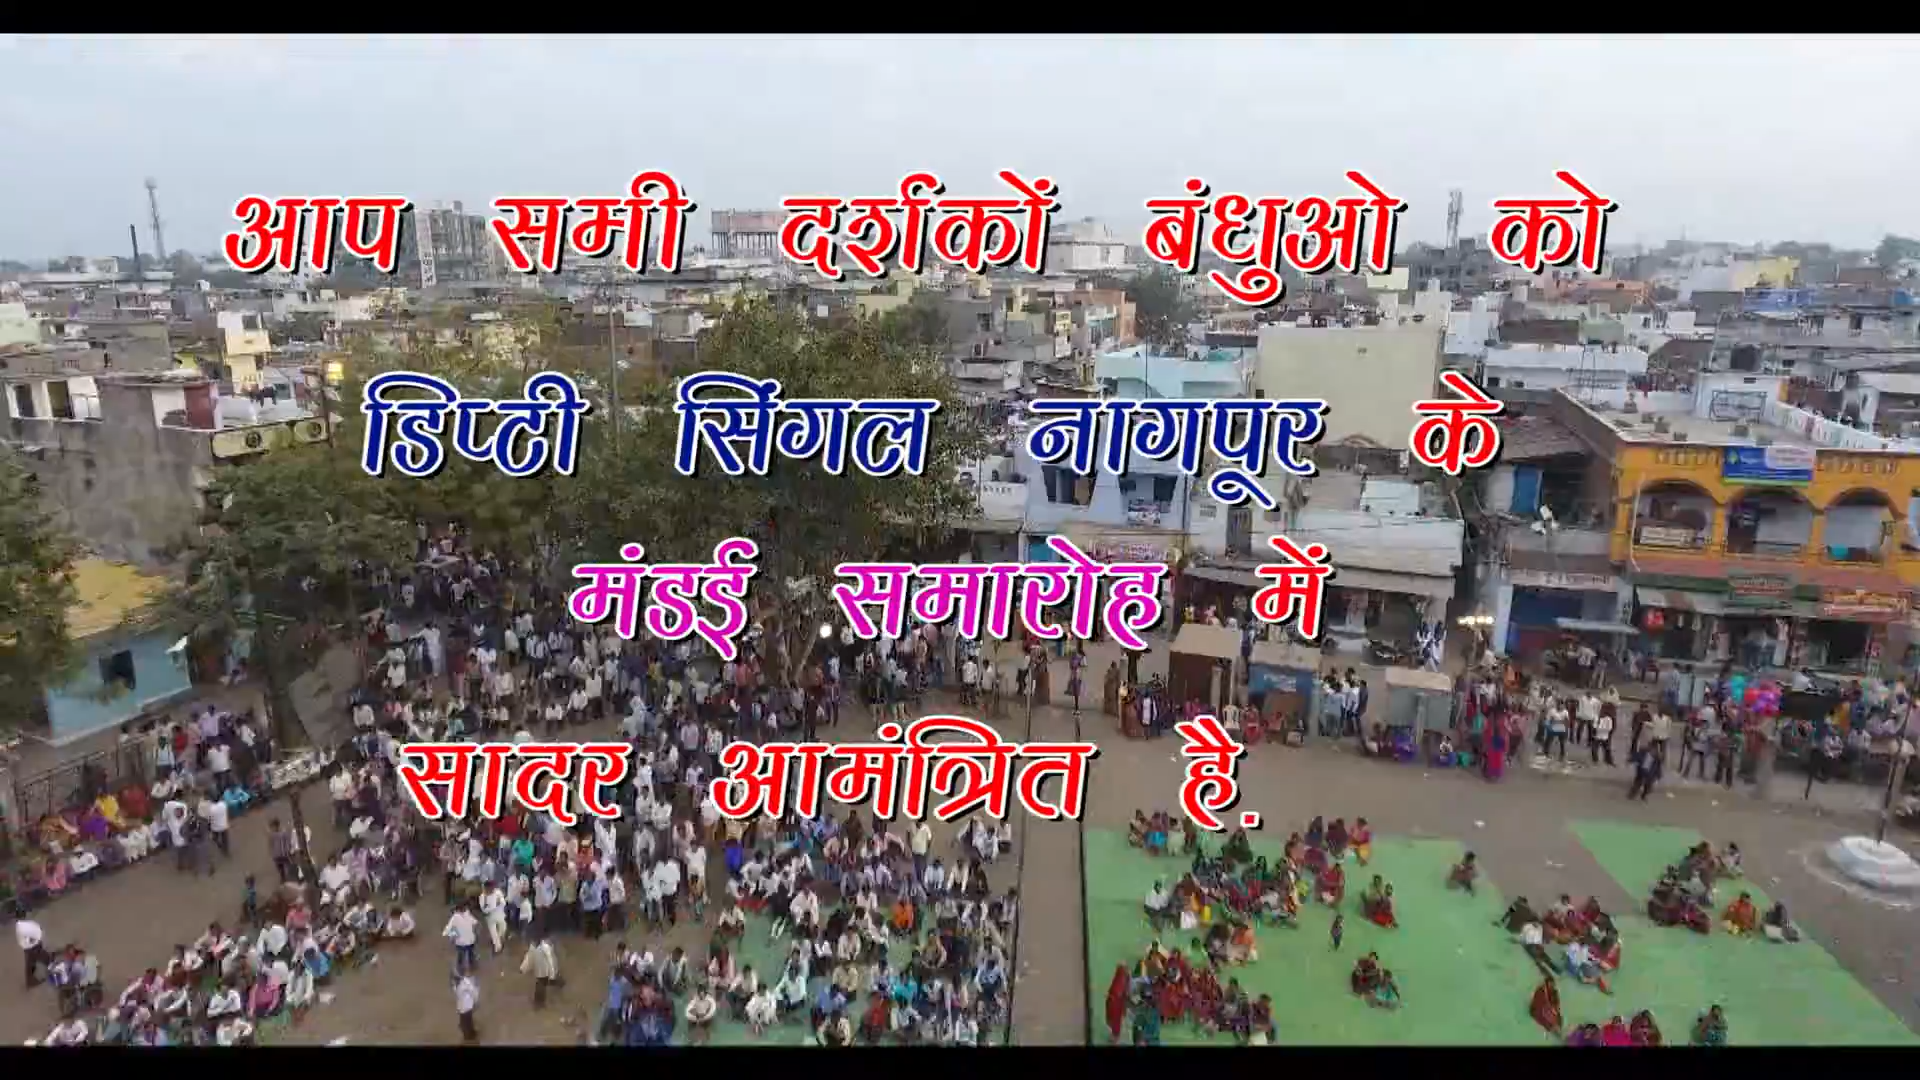 आप सभी दर्शकों बंधुओ को
डिप्टी सिंगल नागपूर के
मंडई समारोह में
सादर आमंत्रित है.